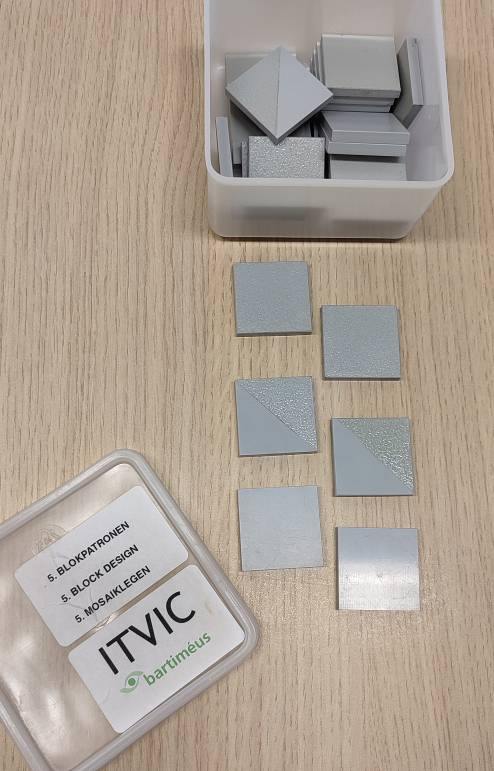 5. BLOKPATRONEN
5. BLOCK DESIGN
5. MOSAIKLEGEN
ITVIC
bartiméus